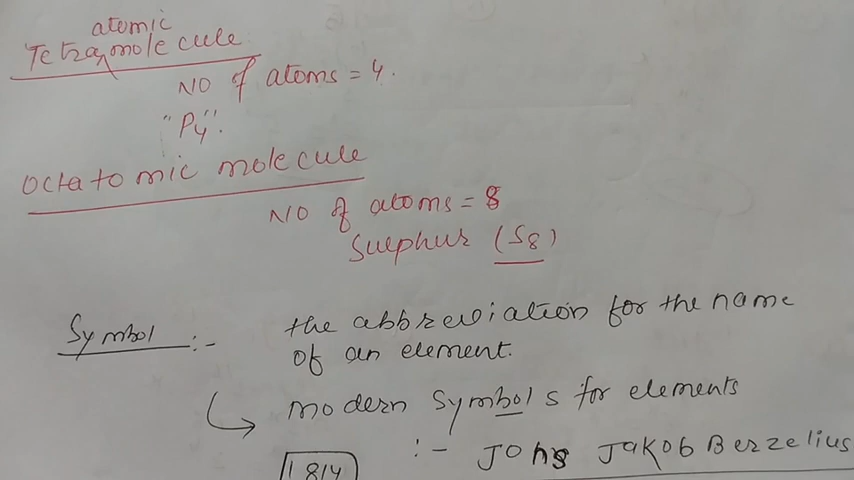 Tetra atomic molecule
No of atoms = 4.
"P4".
Octatomic molecule
No of atoms = 8
Sulphur (S8)
Symbol :- the abbreviation for the name
of an element.
modern symbols for elements
:- Jons Jakob Berzelius
1814